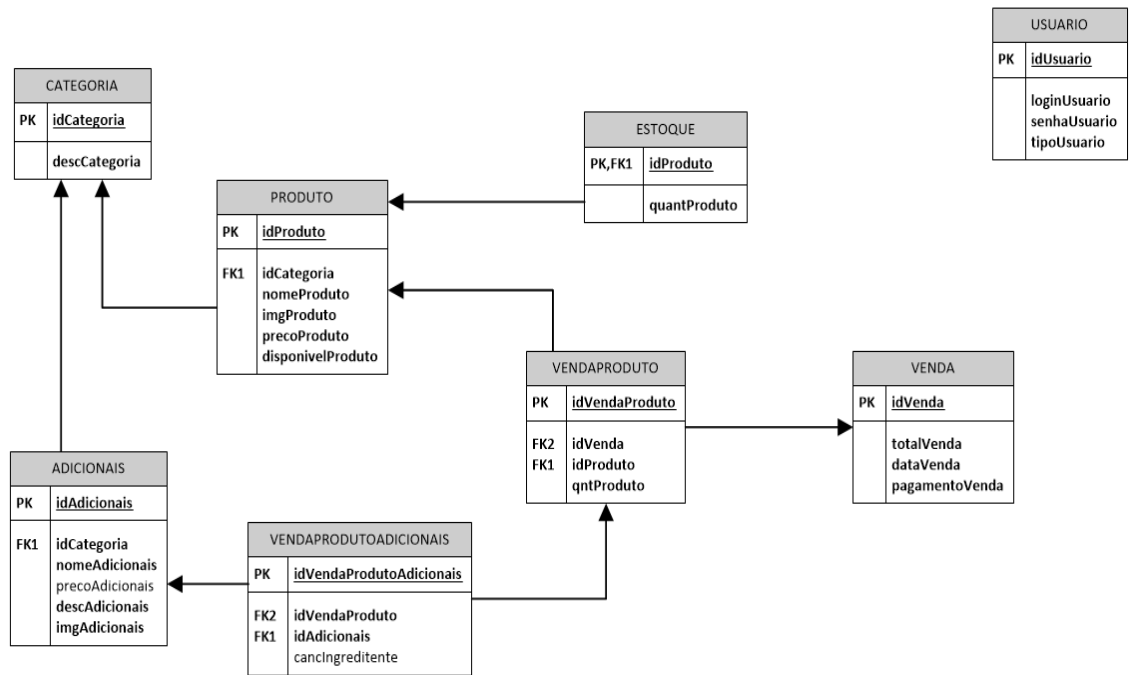 USUARIO
PK idUsuario
loginUsuario
senhaUsuario
tipoUsuario
CATEGORIA
PK idCategoria
descCategoria
ESTOQUE
PK,FK1 idProduto
quantProduto
PRODUTO
PK idProduto
FK1 idCategoria
nomeProduto
imgProduto
precoProduto
disponivelProduto
VENDAPRODUTO
PK idVendaProduto
FK2 idVenda
FK1 idProduto
qntProduto
VENDA
PK idVenda
totalVenda
dataVenda
pagamentoVenda
ADICIONAIS
PK idAdicionais
FK1 idCategoria
nomeAdicionais
precoAdicionais
descAdicionais
imgAdicionais
VENDAPRODUTOADICIONAIS
PK idVendaProdutoAdicionais
FK2 idVendaProduto
FK1 idAdicionais
cancIngreditente